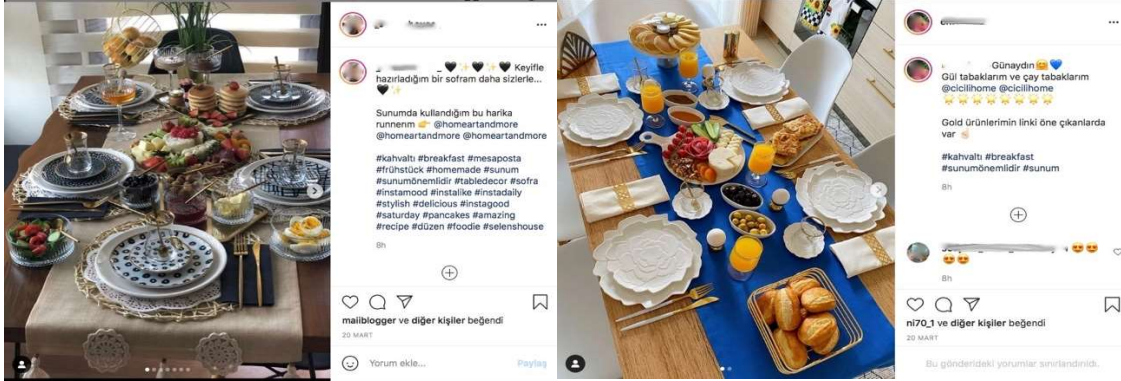 Keyifle
hazırladığım bir sofram daha sizlerle...
Sunumda kullandığım bu harika
runnerım 👉 @homeartandmore
@homeartandmore @homeartandmore
#kahvaltı #breakfast #mesaposta
#frühstück #homemade #sunum
#sunumönemlidir #tabledecor #sofra
#instamood #instalike #instadaily
#stylish #delicious #instagood
#saturday #pancakes #amazing
#recipe #düzen #foodie #selenshouse
8h
maiiblogger ve diğer kişiler beğendi
20 MART
Yorum ekle...
Paylaş
Günaydın🤗💙
Gül tabaklarım ve çay tabaklarım
@cicilihome @cicilihome
Gold ürünlerimin linki öne çıkanlarda
var
#kahvaltı #breakfast
#sunumönemlidir #sunum
8h
8h
ni70_1 ve diğer kişiler beğendi
20 MART
Bu gönderideki yorumlar sınırlandırıldı.